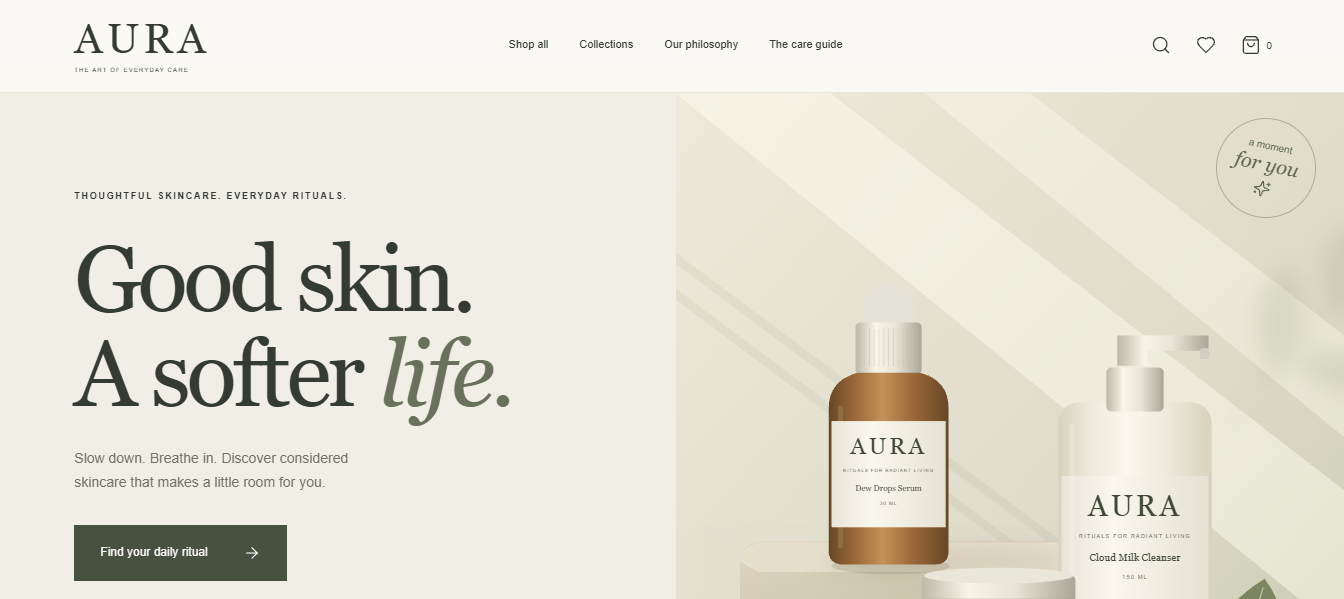 AURA
THE ART OF EVERYDAY CARE
Shop all
Collections
Our philosophy
The care guide
0
THOUGHTFUL SKINCARE. EVERYDAY RITUALS.
Good skin.
A softer life.
Slow down. Breathe in. Discover considered
skincare that makes a little room for you.
Find your daily ritual
a moment
for you
AURA
RITUALS FOR RADIANT LIVING
Dew Drops Serum
30 ML
AURA
RITUALS FOR RADIANT LIVING
Cloud Milk Cleanser
150 ML